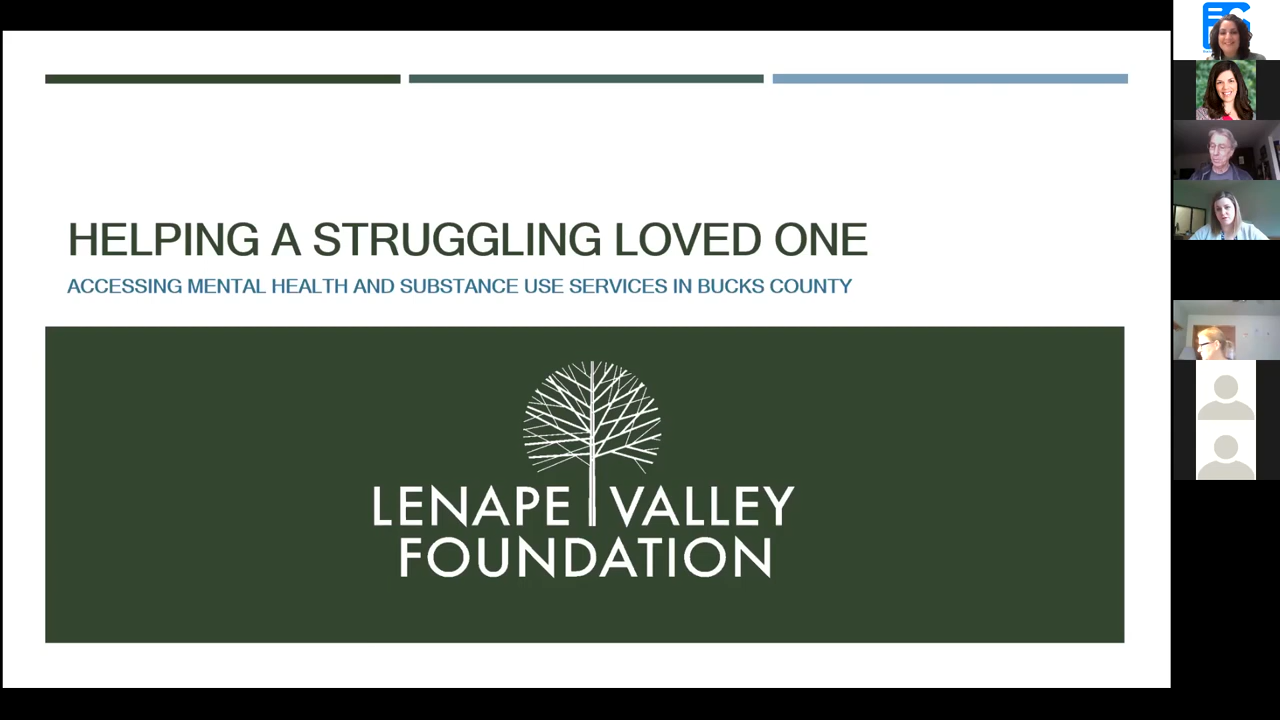 HELPING A STRUGGLING LOVED ONE
ACCESSING MENTAL HEALTH AND SUBSTANCE USE SERVICES IN BUCKS COUNTY
LENAPE VALLEY
FOUNDATION